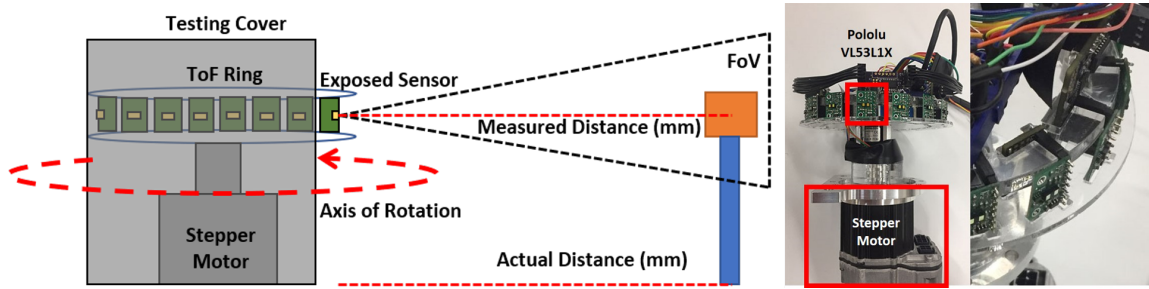 Testing Cover
ToF Ring
Exposed Sensor
FoV
Measured Distance (mm)
Axis of Rotation
Stepper
Motor
Actual Distance (mm)
Pololu
VL53L1X
Stepper
Motor